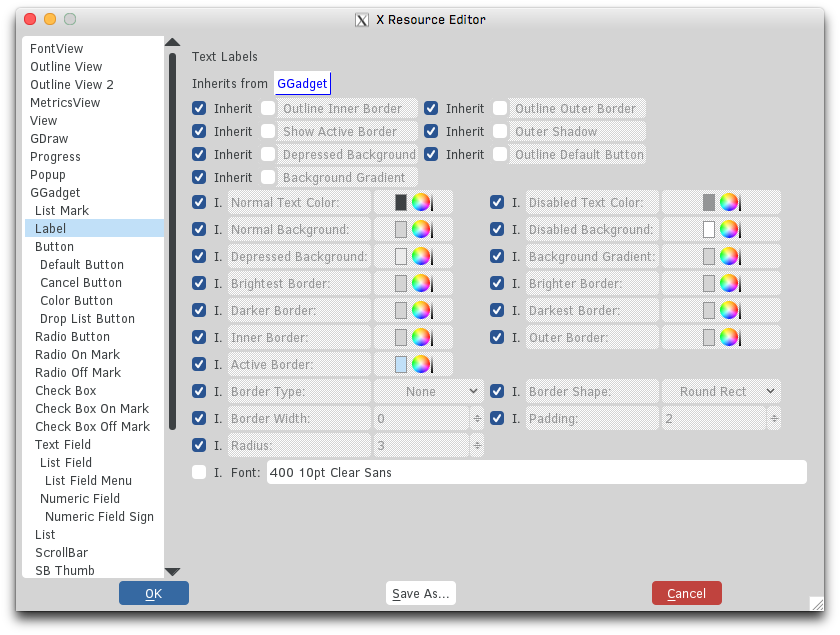 X Resource Editor
FontView
Outline View
Outline View 2
MetricsView
View
GDraw
Progress
Popup
GGadget
List Mark
Label
Button
Default Button
Cancel Button
Color Button
Drop List Button
Radio Button
Radio On Mark
Radio Off Mark
Check Box
Check Box On Mark
Check Box Off Mark
Text Field
List Field
List Field Menu
Numeric Field
Numeric Field Sign
List
ScrollBar
SB Thumb
Text Labels
Inherits from GGadget
Inherit Outline Inner Border Inherit Outline Outer Border
Inherit Show Active Border Inherit Outer Shadow
Inherit Depressed Background Inherit Outline Default Button
Inherit Background Gradient
I. Normal Text Color: I. Disabled Text Color:
I. Normal Background: I. Disabled Background:
I. Depressed Background: I. Background Gradient:
I. Brightest Border: I. Brighter Border:
I. Darker Border: I. Darkest Border:
I. Inner Border: I. Outer Border:
I. Active Border:
I. Border Type: None I. Border Shape: Round Rect
I. Border Width: 0 I. Padding: 2
I. Radius: 3
I. Font: 400 10pt Clear Sans
OK Save As... Cancel